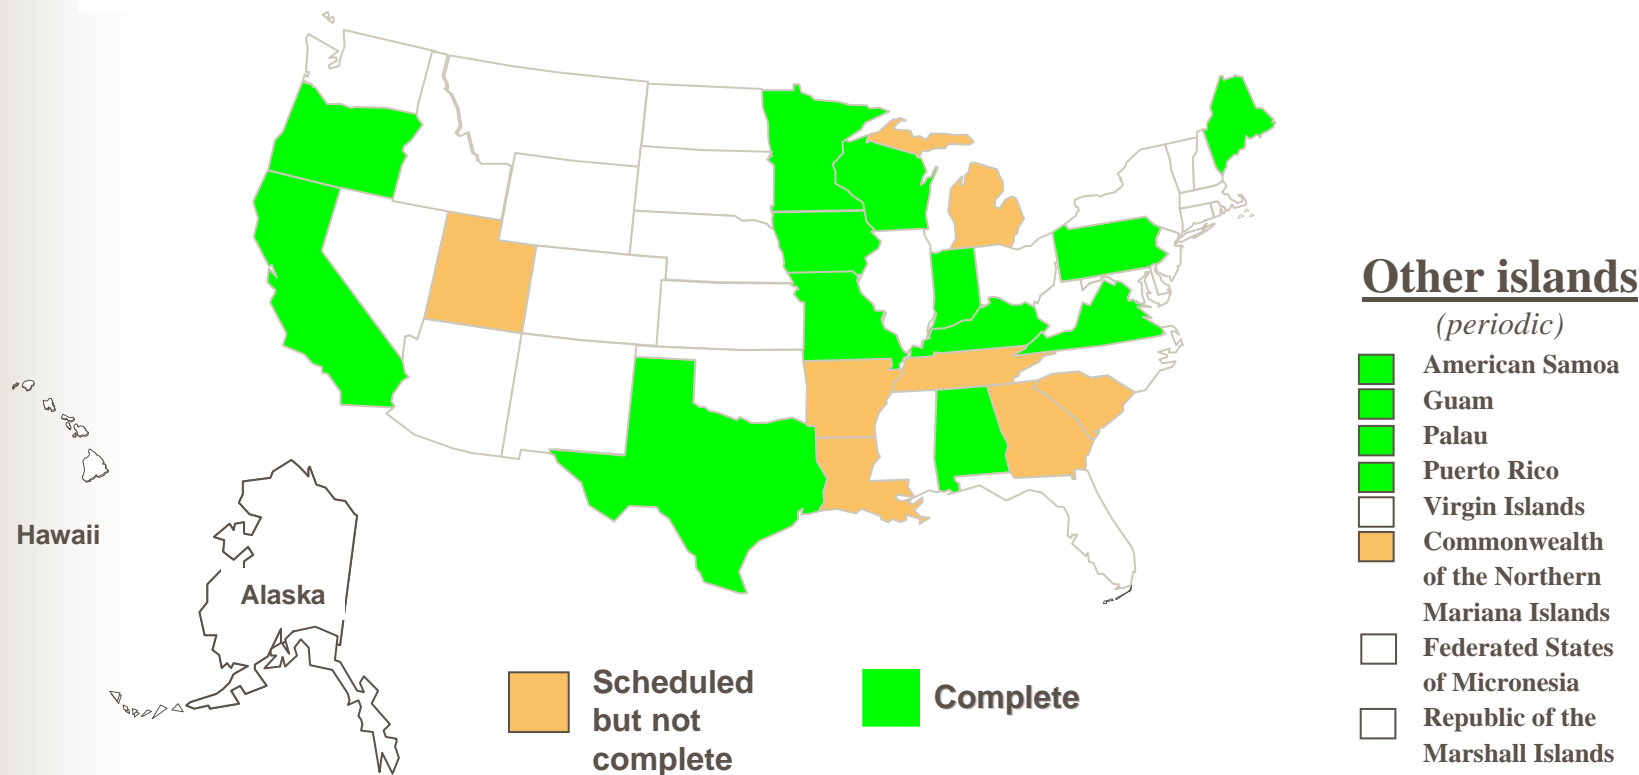 Other islands
(periodic)
American Samoa
Guam
Palau
Puerto Rico
Virgin Islands
Commonwealth
of the Northern
Mariana Islands
Federated States
of Micronesia
Republic of the
Marshall Islands
Hawaii
Alaska
Scheduled
but not
complete
Complete